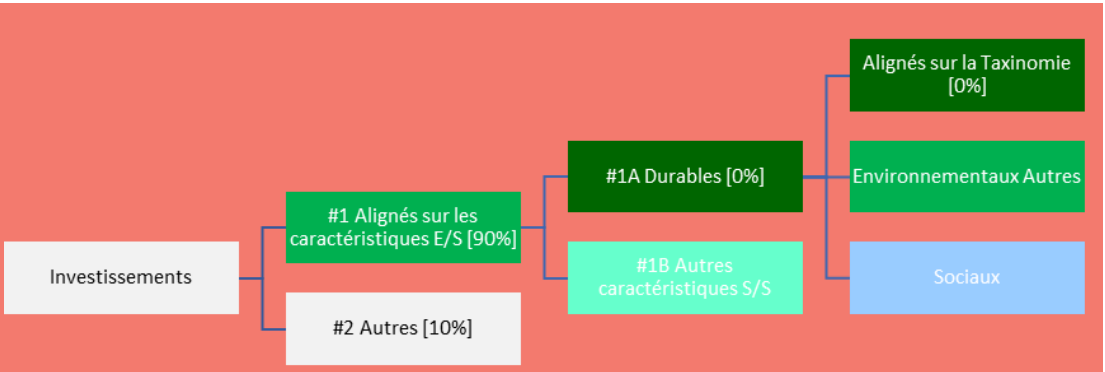 Investissements
#1 Alignés sur les
caractéristiques E/S [90%]
#2 Autres [10%]
#1A Durables [0%]
#1B Autres
caractéristiques S/S
Alignés sur la Taxinomie
[0%]
Environnementaux Autres
Sociaux